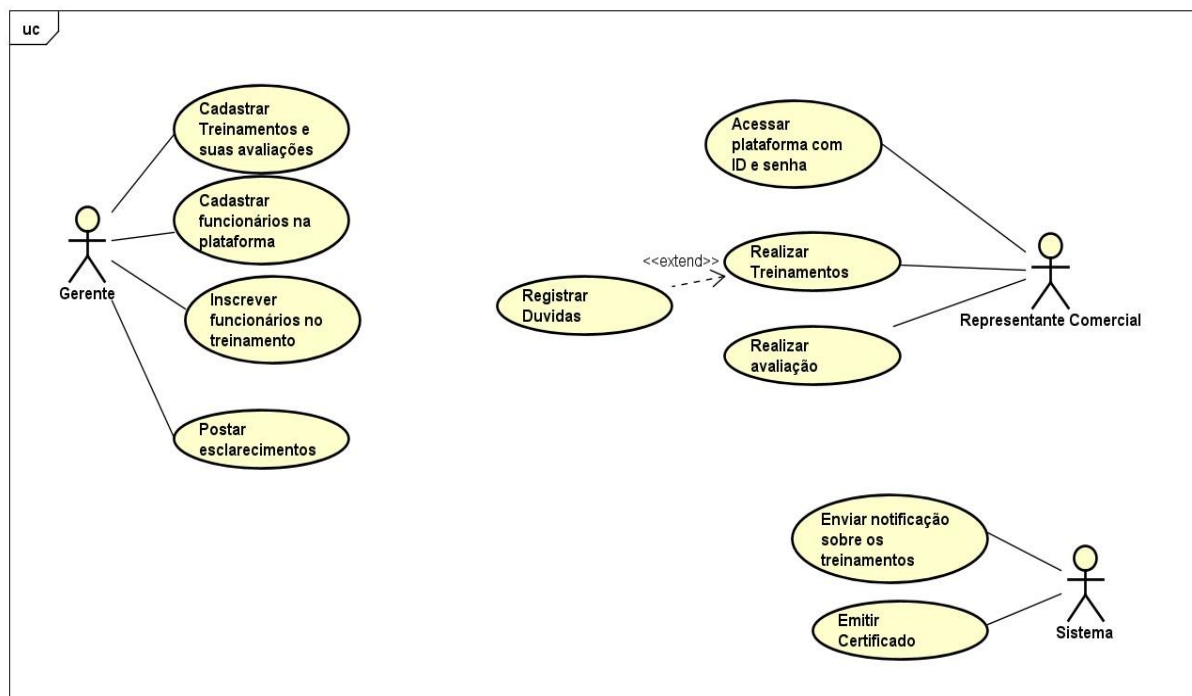 uc
Cadastrar
Treinamentos e
suas avaliações
Cadastrar
funcionários na
plataforma
Gerente
Inscrever
funcionários no
treinamento
Postar
esclarecimentos
Acessar
plataforma com
ID e senha
<<extend>>
Realizar
Treinamentos
Registrar
Duvidas
Representante Comercial
Realizar
avaliação
Enviar notificação
sobre os
treinamentos
Emitir
Certificado
Sistema